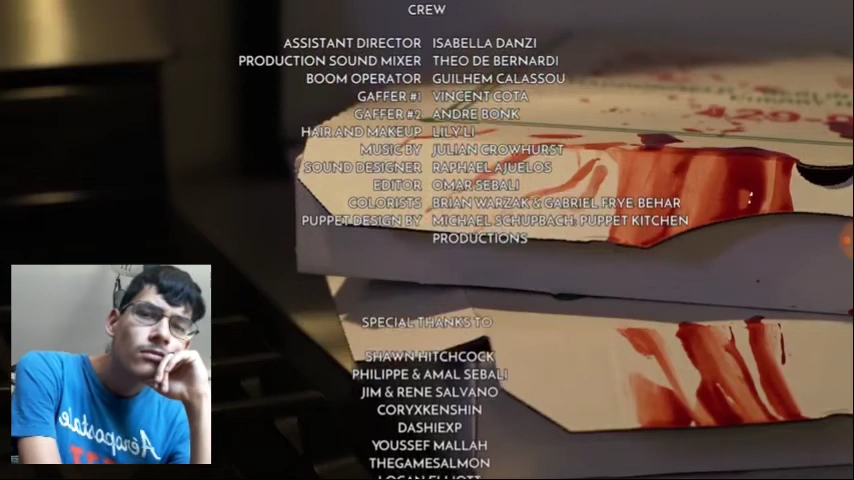 CREW
ASSISTANT DIRECTOR ISABELLA DANZI
PRODUCTION SOUND MIXER THEO DE BERNARDI
BOOM OPERATOR GUILHEM CALASSOU
GAFFER #1 VINCENT COTA
GAFFER #2 ANDRE BONK
HAIR AND MAKEUP LILY LI
MUSIC BY JULIAN CROWHURST
SOUND DESIGNER RAPHAEL AJUELOS
EDITOR OMAR SEBALI
COLORISTS BRIAN WARZAK & GABRIEL FRYE BEHAR
PUPPET DESIGN BY MICHAEL SCHUPBACH: PUPPET KITCHEN
PRODUCTIONS
SPECIAL THANKS TO
SHAWN HITCHCOCK
PHILIPPE & AMAL SEBALI
JIM & RENE SALVANO
CORYXKENSHIN
DASHIEXP
YOUSSEF MALLAH
THEGAMESALMON
LOGAN ELLIOTT
Aéropostale